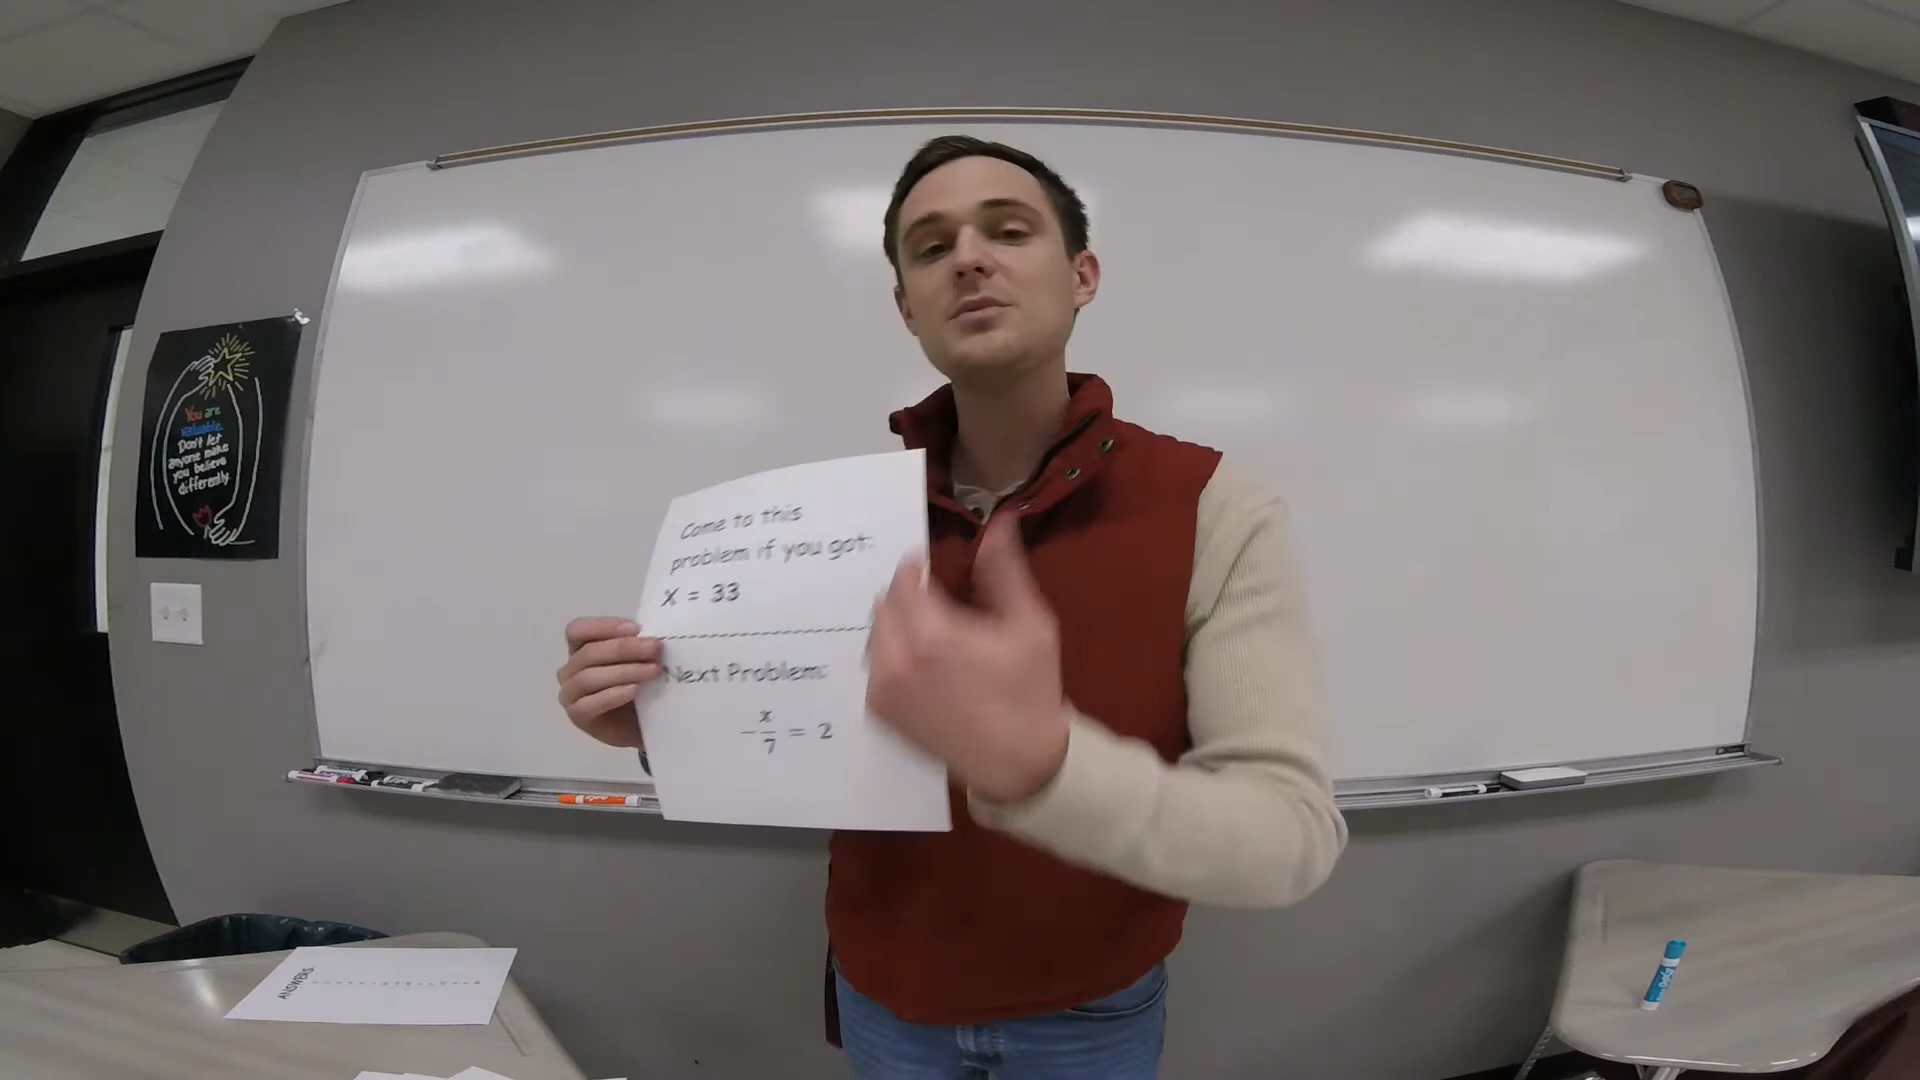 You are
valuable.
Don't let
anyone make
you believe
differently.
Come to this
problem if you got:
x = 33
Next Problem:
-x/7 = 2
ANSWERS:
EXPO